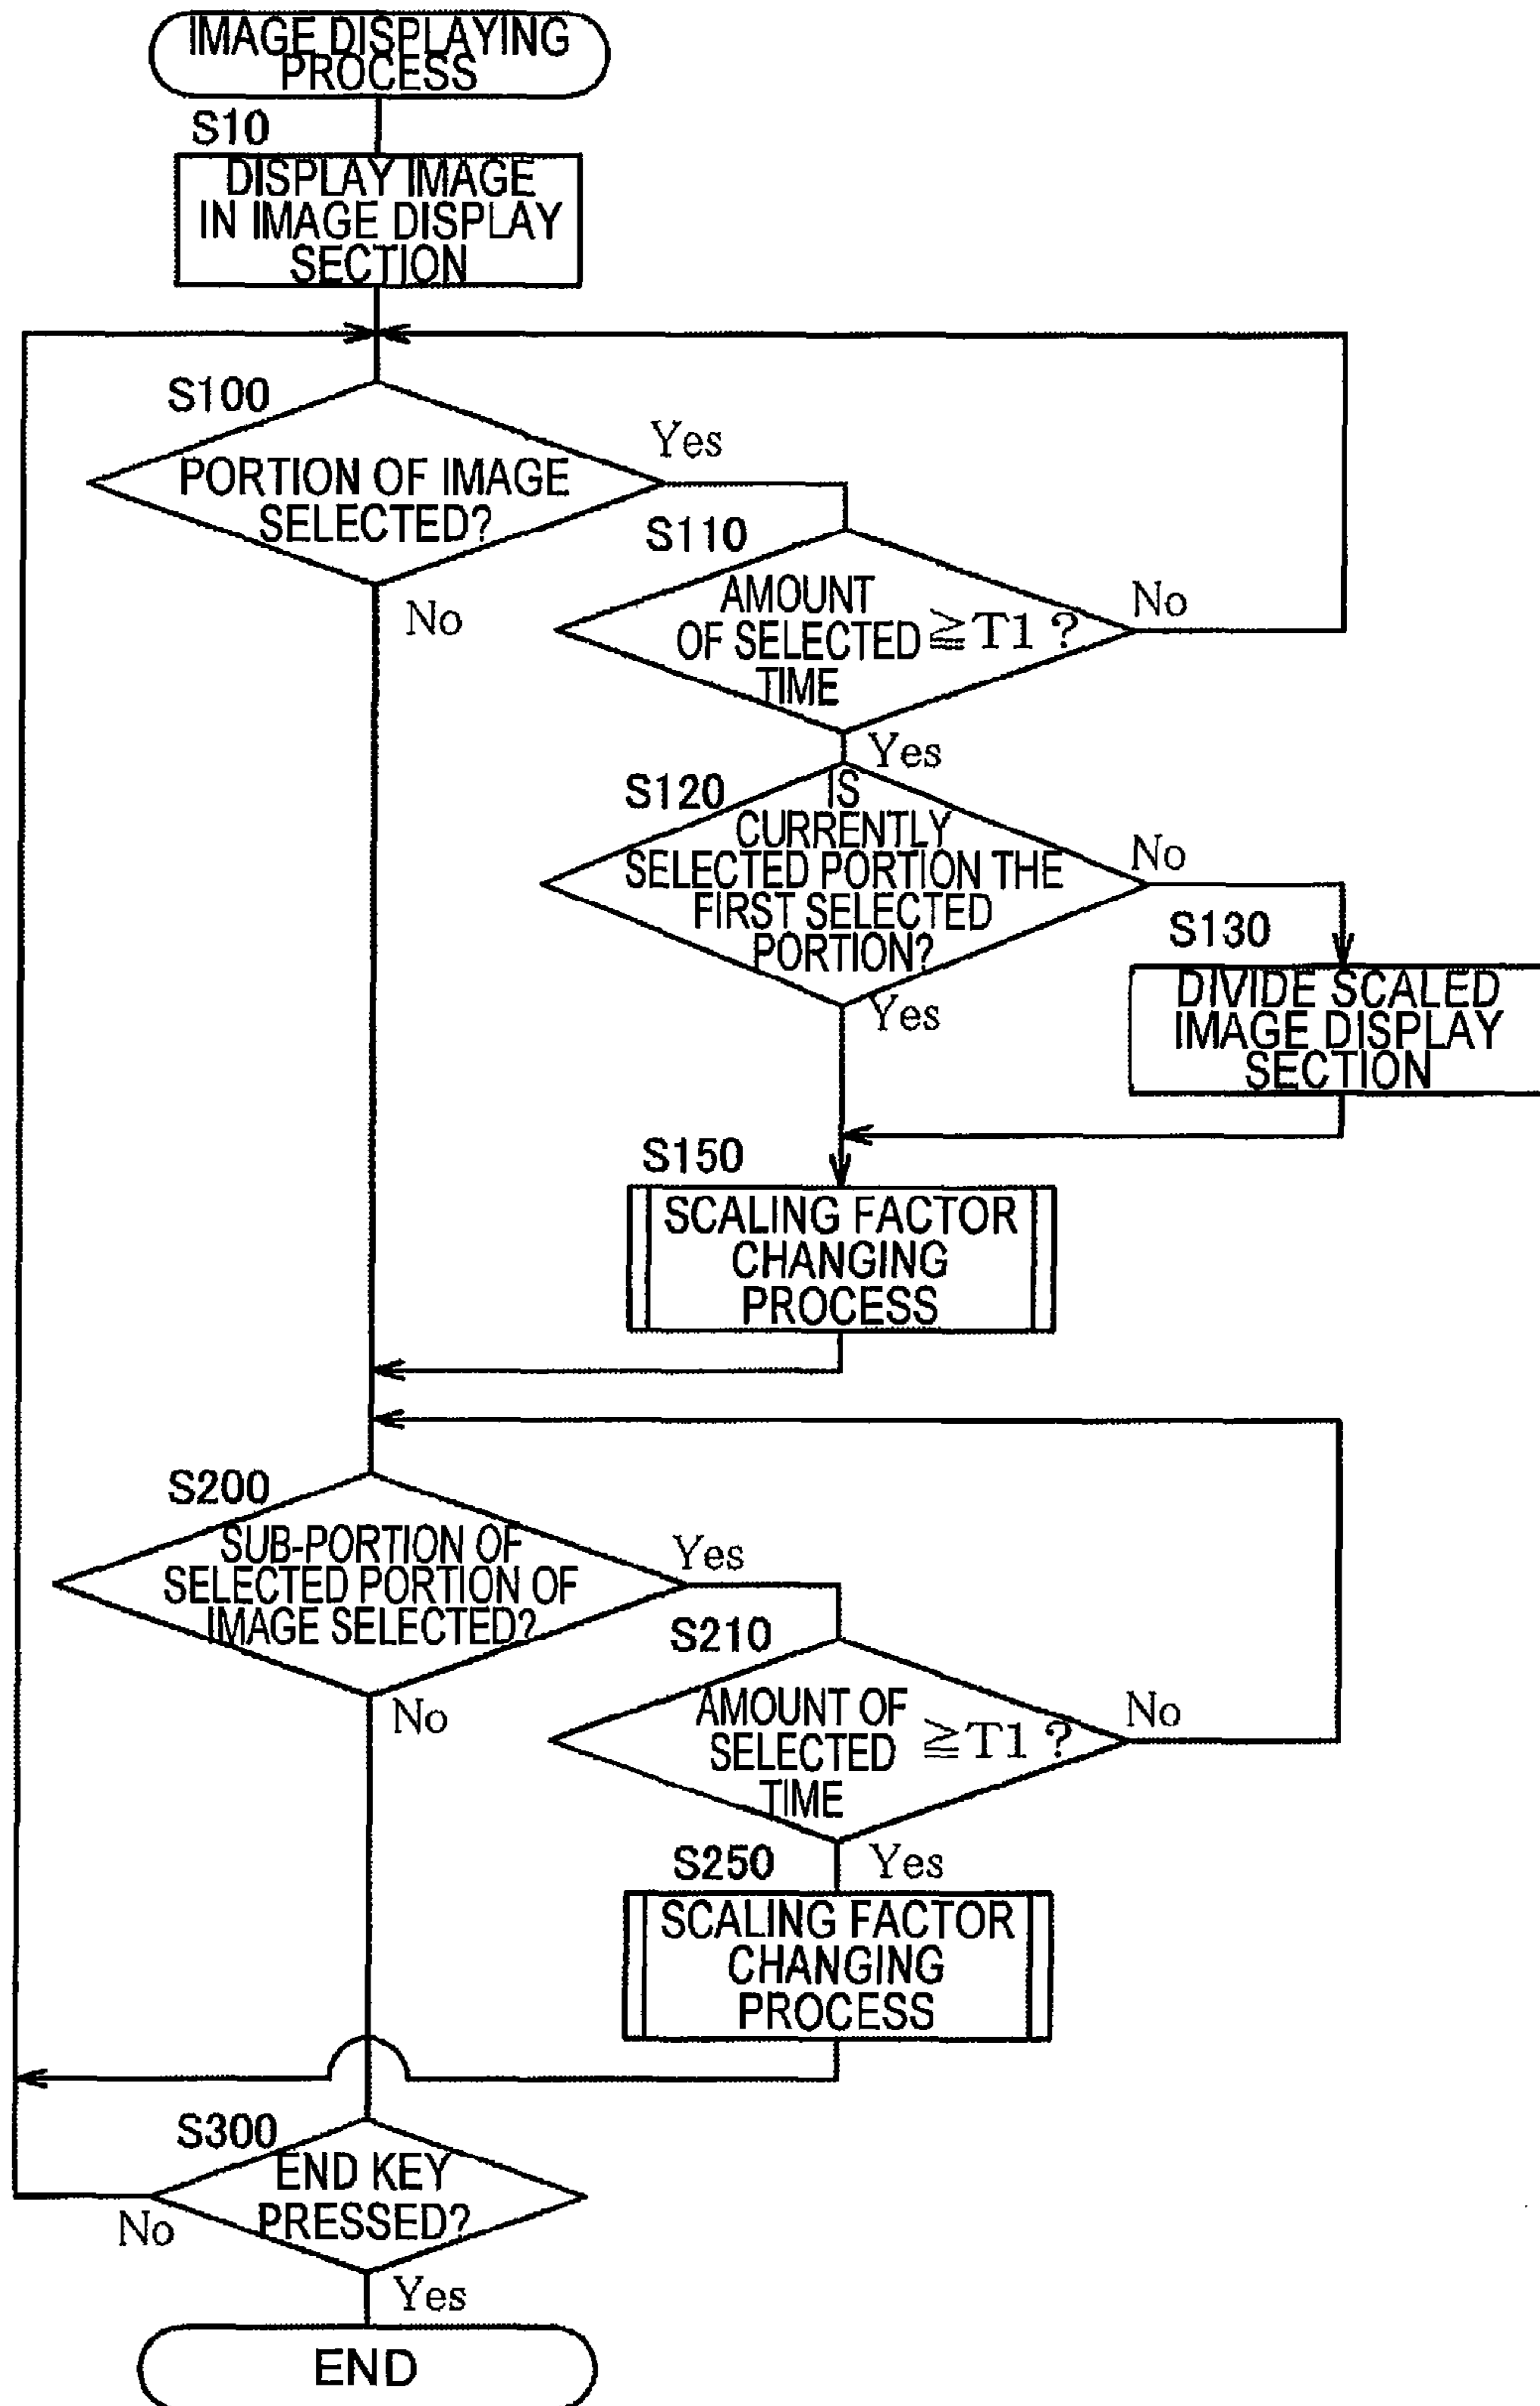 IMAGE DISPLAYING
PROCESS
S10
DISPLAY IMAGE
IN IMAGE DISPLAY
SECTION
S100
PORTION OF IMAGE
SELECTED?
Yes
No
S110
AMOUNT
OF SELECTED ≧T1 ?
TIME
No
Yes
S120
IS
CURRENTLY
SELECTED PORTION THE
FIRST SELECTED
PORTION?
No
Yes
S130
DIVIDE SCALED
IMAGE DISPLAY
SECTION
S150
SCALING FACTOR
CHANGING
PROCESS
S200
SUB-PORTION OF
SELECTED PORTION OF
IMAGE SELECTED?
Yes
No
S210
AMOUNT OF
SELECTED ≧T1 ?
TIME
No
Yes
S250
SCALING FACTOR
CHANGING
PROCESS
S300
END KEY
PRESSED?
No
Yes
END